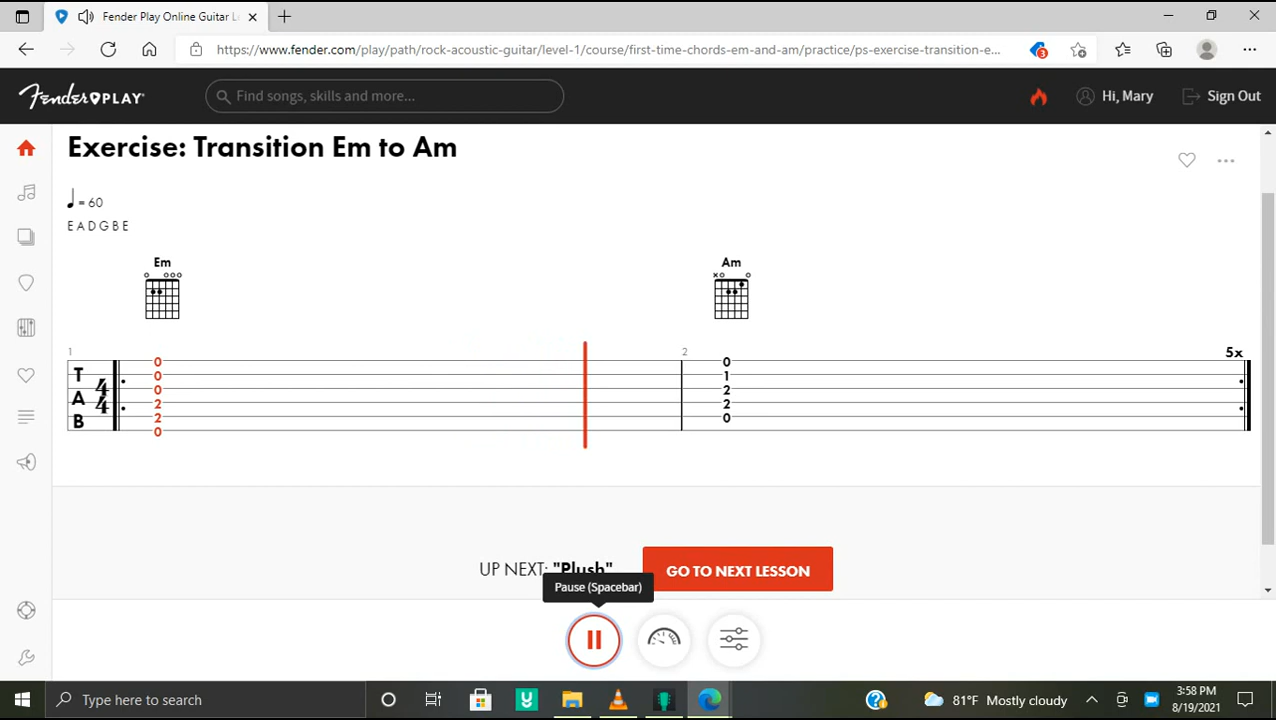 Fender Play Online Guitar L
https://www.fender.com/play/path/rock-acoustic-guitar/level-1/course/first-time-chords-em-and-am/practice/ps-exercise-transition-e...
3
Fender PLAY
Find songs, skills and more...
Hi, Mary
Sign Out
Exercise: Transition Em to Am
= 60
E A D G B E
Em
Am
o ooo
xo o
1
2
5x
T A B
4 4
0
0
0
2
2
0
0
1
2
2
0
UP NEXT: "Plush"
GO TO NEXT LESSON
Pause (Spacebar)
Type here to search
81°F Mostly cloudy
3:58 PM
8/19/2021